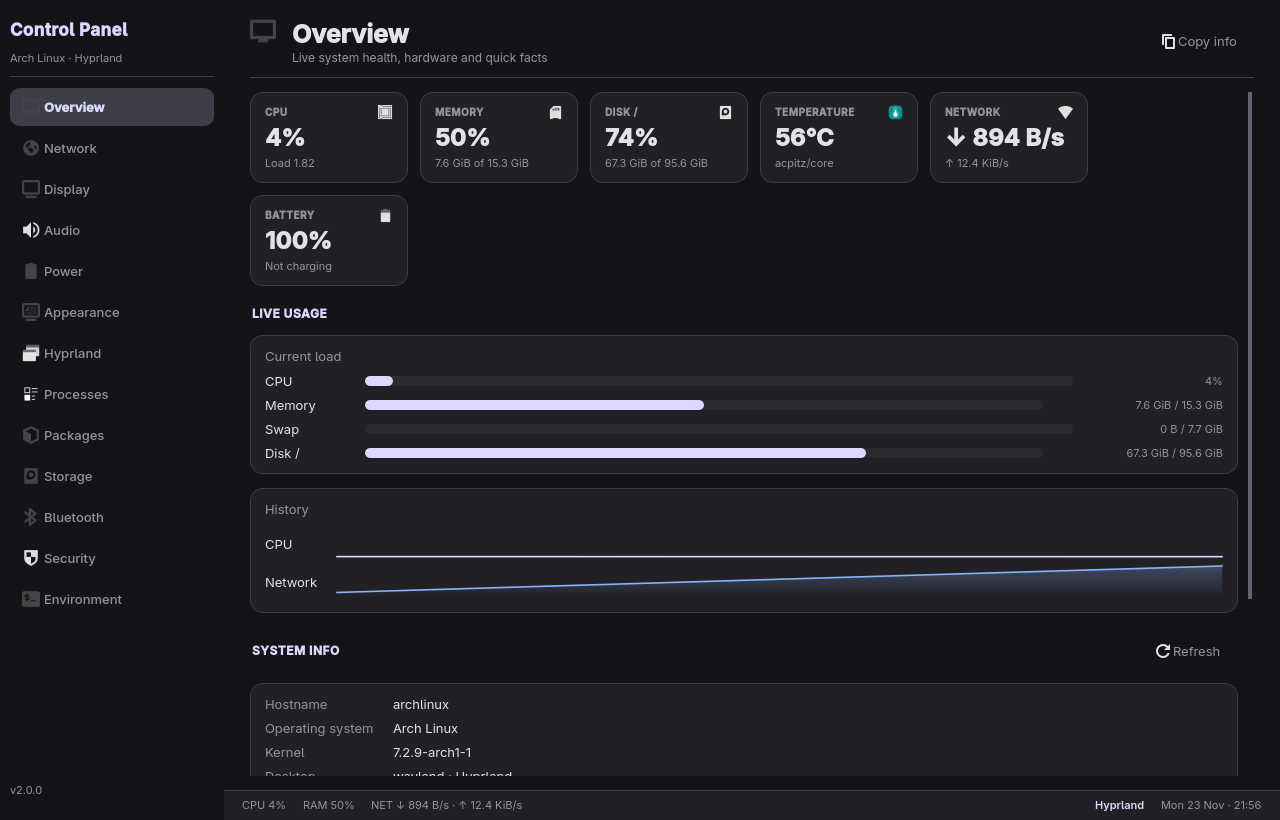 Control Panel
Arch Linux · Hyprland
Overview
Network
Display
Audio
Power
Appearance
Hyprland
Processes
Packages
Storage
Bluetooth
Security
Environment
v2.0.0
Overview
Live system health, hardware and quick facts
Copy info
CPU
4%
Load 1.82
MEMORY
50%
7.6 GiB of 15.3 GiB
DISK /
74%
67.3 GiB of 95.6 GiB
TEMPERATURE
56°C
acpitz/core
NETWORK
↓ 894 B/s
↑ 12.4 KiB/s
BATTERY
100%
Not charging
LIVE USAGE
Current load
CPU 4%
Memory 7.6 GiB / 15.3 GiB
Swap 0 B / 7.7 GiB
Disk / 67.3 GiB / 95.6 GiB
History
CPU
Network
SYSTEM INFO
Refresh
Hostname archlinux
Operating system Arch Linux
Kernel 7.2.9-arch1-1
Desktop wayland · Hyprland
CPU 4% RAM 50% NET ↓ 894 B/s · ↑ 12.4 KiB/s Hyprland Mon 23 Nov · 21:56